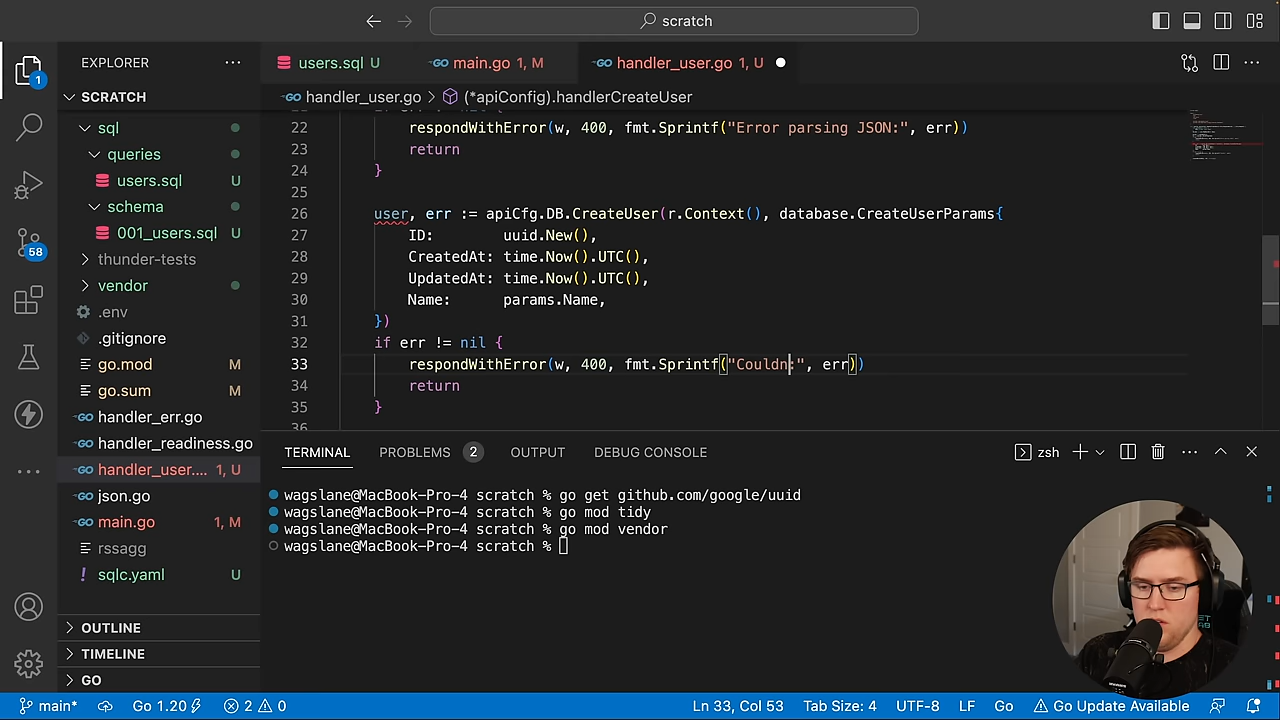 scratch
EXPLORER
users.sql U
main.go 1, M
handler_user.go 1, U
SCRATCH
handler_user.go > (*apiConfig).handlerCreateUser
sql
queries
users.sql U
schema
001_users.sql U
thunder-tests
vendor
.env
.gitignore
go.mod
go.sum
handler_err.go
handler_readiness.go
handler_user.... 1, U
json.go
main.go 1, M
rssagg
sqlc.yaml U
OUTLINE
TIMELINE
GO
1
58
22 respondWithError(w, 400, fmt.Sprintf("Error parsing JSON:", err))
23 return
24 }
25
26 user, err := apiCfg.DB.CreateUser(r.Context(), database.CreateUserParams{
27 ID: uuid.New(),
28 CreatedAt: time.Now().UTC(),
29 UpdatedAt: time.Now().UTC(),
30 Name: params.Name,
31 })
32 if err != nil {
33 respondWithError(w, 400, fmt.Sprintf("Couldn:", err))
34 return
35 }
36
TERMINAL PROBLEMS 2 OUTPUT DEBUG CONSOLE zsh
wagslane@MacBook-Pro-4 scratch % go get github.com/google/uuid
wagslane@MacBook-Pro-4 scratch % go mod tidy
wagslane@MacBook-Pro-4 scratch % go mod vendor
wagslane@MacBook-Pro-4 scratch %
main* Go 1.20 2 0 Ln 33, Col 53 Tab Size: 4 UTF-8 LF Go Go Update Available